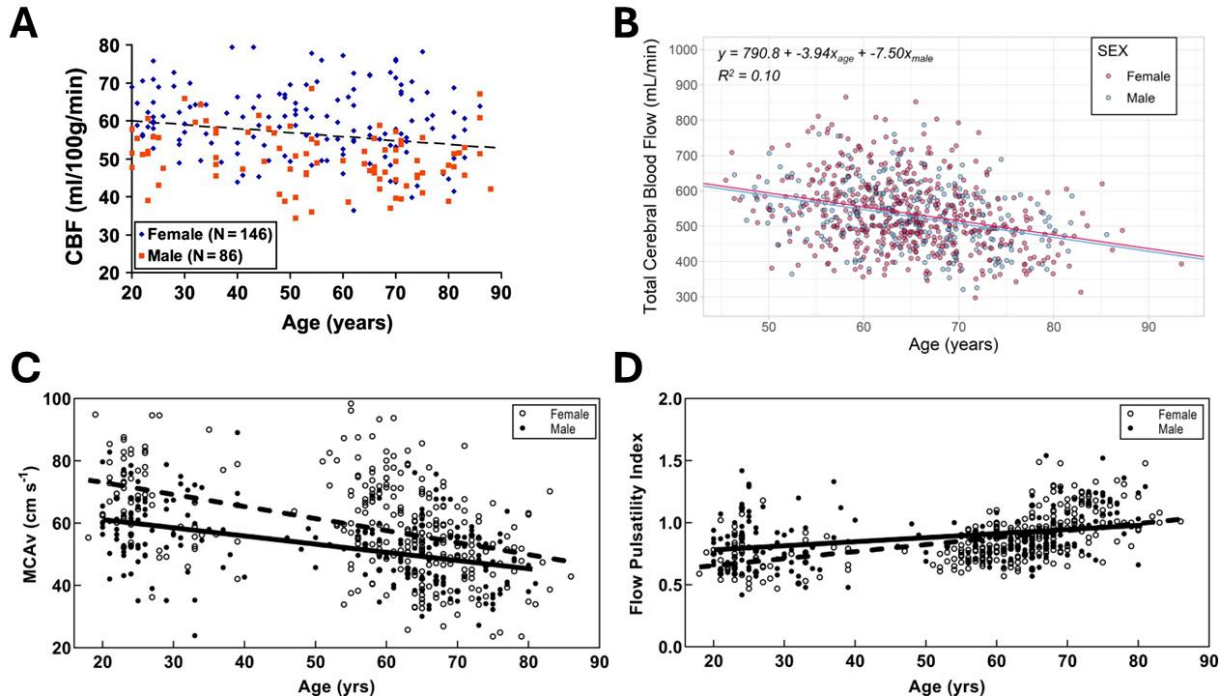 A
CBF (ml/100g/min)
80
70
60
50
40
30
20
Female (N = 146)
Male (N = 86)
20 30 40 50 60 70 80 90
Age (years)
B
Total Cerebral Blood Flow (mL/min)
1000
900
800
700
600
500
400
300
y = 790.8 + -3.94x_age + -7.50x_male
R² = 0.10
SEX
Female
Male
50 60 70 80 90
Age (years)
C
MCAv (cm s⁻¹)
100
80
60
40
20
Female
Male
20 30 40 50 60 70 80 90
Age (yrs)
D
Flow Pulsatility Index
2.0
1.5
1.0
0.5
0.0
Female
Male
20 30 40 50 60 70 80 90
Age (yrs)